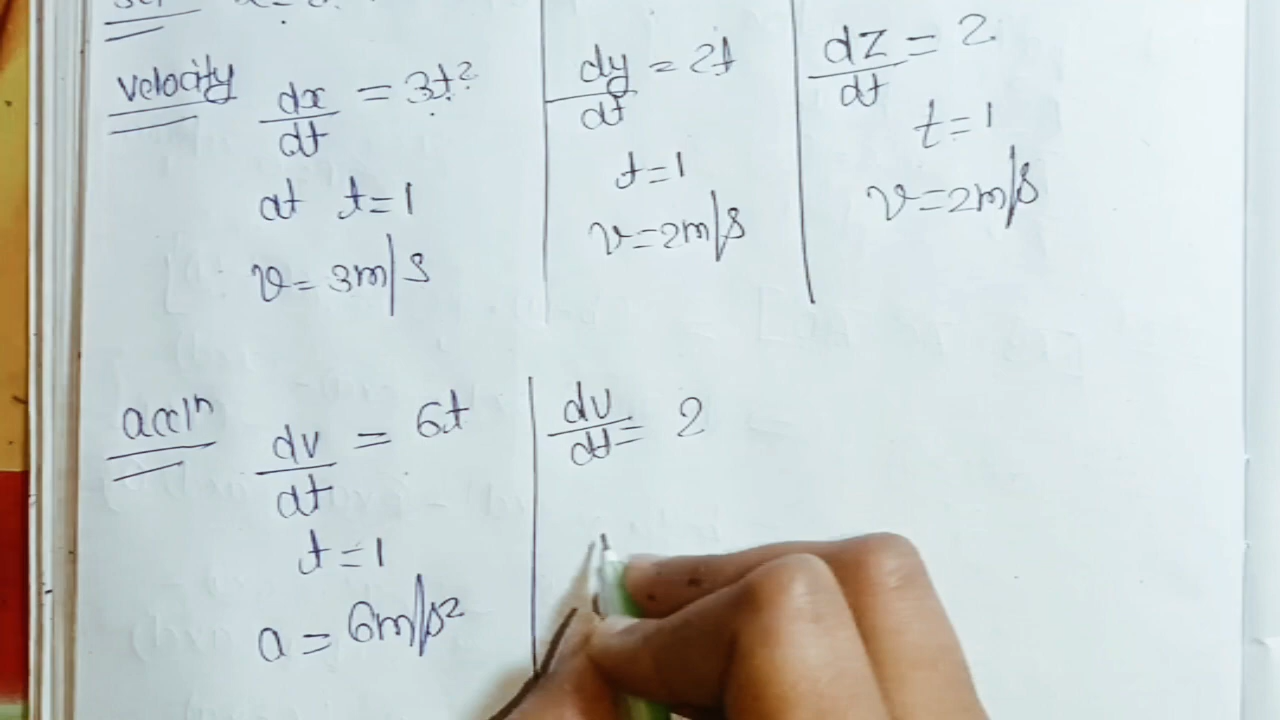 velocity dx/dt = 3t²
at t=1
v = 3m/s
dy/dt = 2t
t=1
v=2m/s
dz/dt = 2
t=1
v=2m/s
accln dv/dt = 6t
t=1
a = 6m/s²
dv/dt = 2